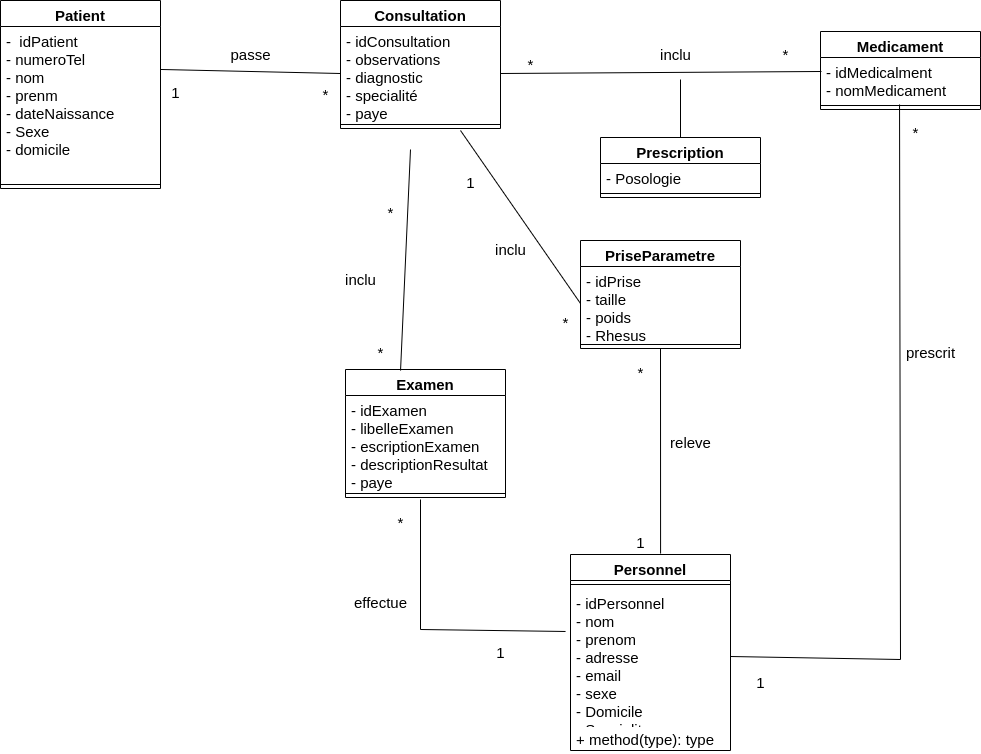 Patient
-  idPatient
- numeroTel
- nom
- prenm
- dateNaissance
- Sexe
- domicile
passe
1
*
Consultation
- idConsultation
- observations
- diagnostic
- specialité
- paye
*
inclu
*
Medicament
- idMedicalment
- nomMedicament
*
Prescription
- Posologie
1
inclu
*
*
inclu
*
PriseParametre
- idPrise
- taille
- poids
- Rhesus
*
releve
1
prescrit
Examen
- idExamen
- libelleExamen
- escriptionExamen
- descriptionResultat
- paye
*
effectue
1
Personnel
- idPersonnel
- nom
- prenom
- adresse
- email
- sexe
- Domicile
+ method(type): type
1